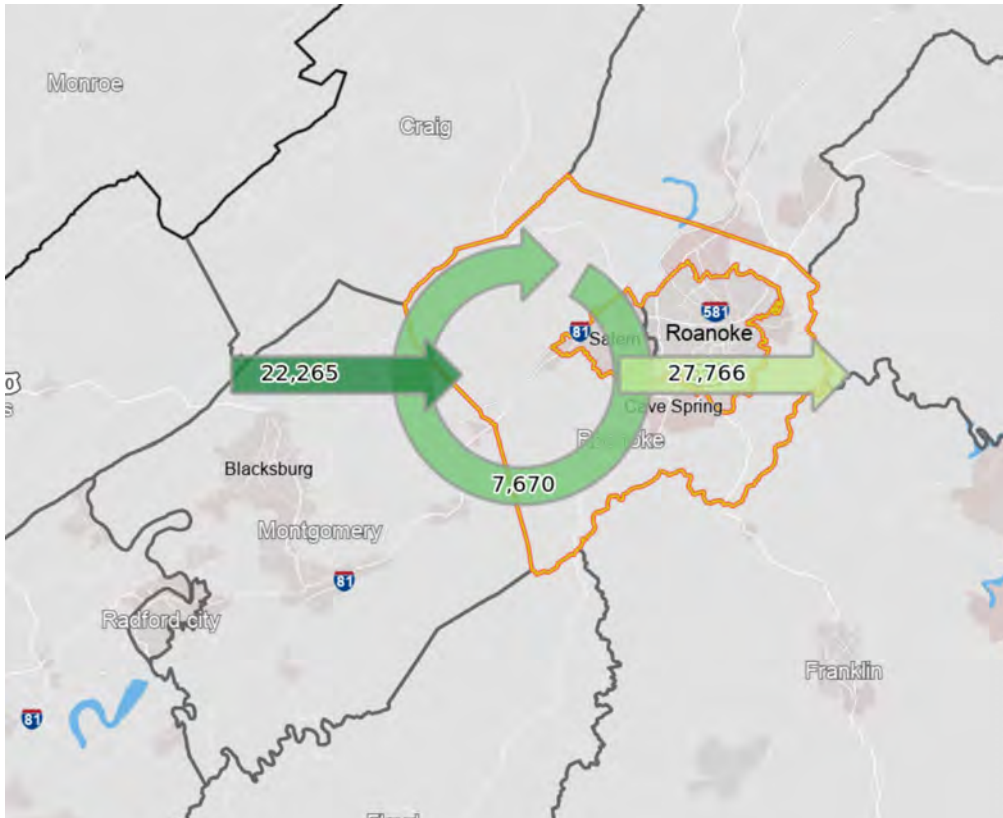 Monroe
Craig
581
81
Salem
Roanoke
22,265
27,766
Cave Spring
Roanoke
Blacksburg
7,670
Montgomery
81
Radford city
Franklin
81